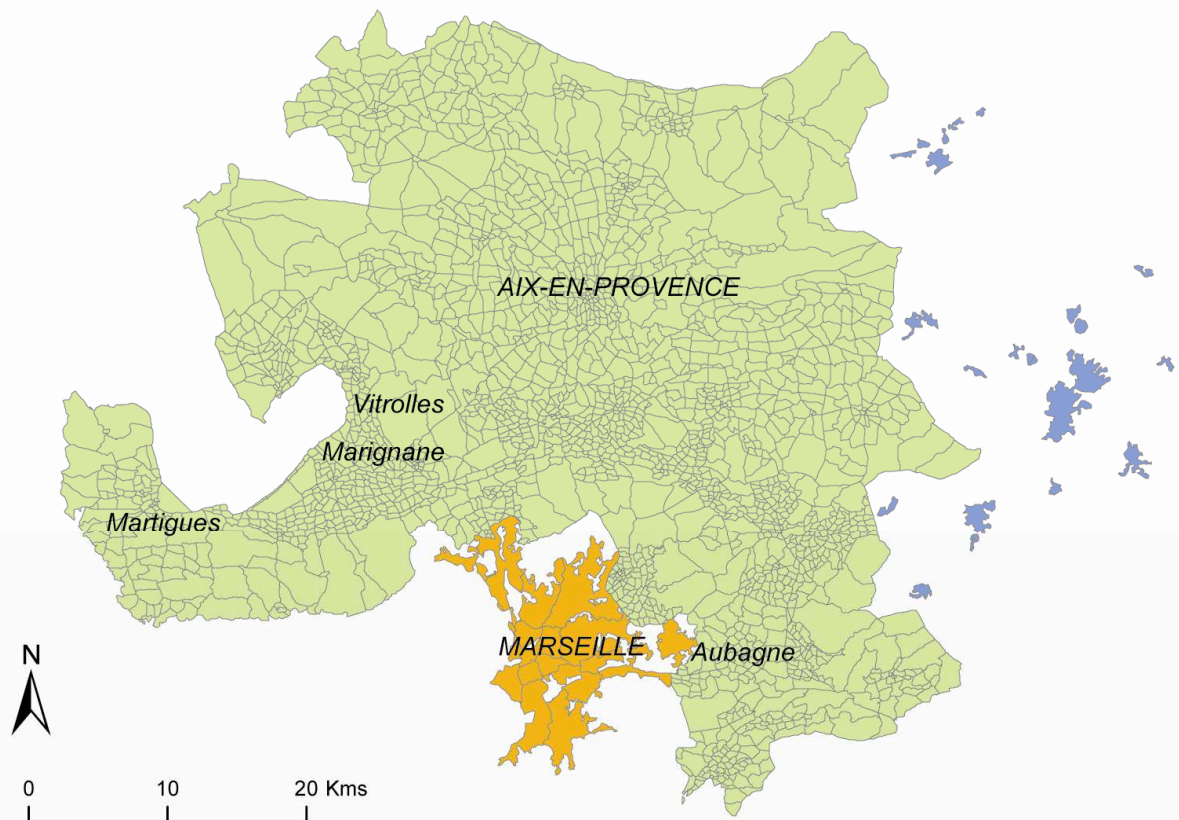 AIX-EN-PROVENCE
Vitrolles
Marignane
Martigues
MARSEILLE
Aubagne
N
0 10 20 Kms